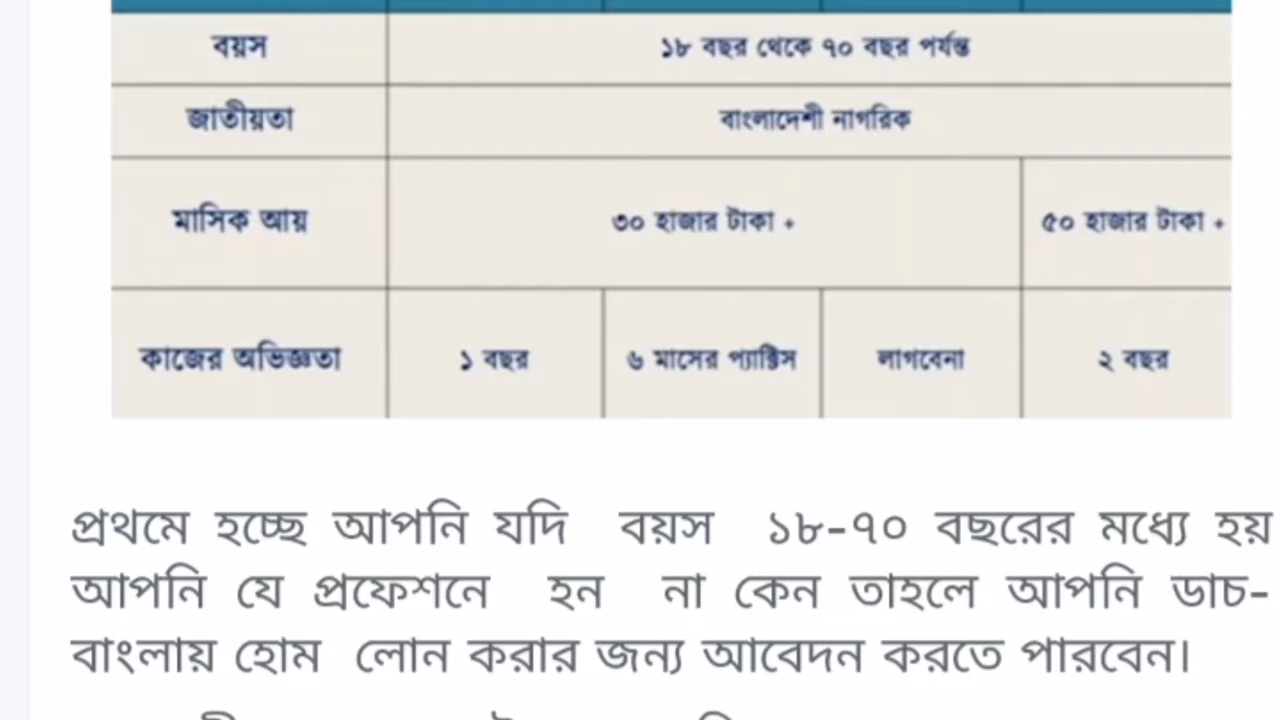 বয়স ১৮ বছর থেকে ৭০ বছর পর্যন্ত
জাতীয়তা বাংলাদেশী নাগরিক
মাসিক আয় ৩০ হাজার টাকা + ৫০ হাজার টাকা +
কাজের অভিজ্ঞতা ১ বছর ৬ মাসের প্যাক্টিস লাগবেনা ২ বছর
প্রথমে হচ্ছে আপনি যদি বয়স ১৮-৭০ বছরের মধ্যে হয়
আপনি যে প্রফেশনে হন না কেন তাহলে আপনি ডাচ-
বাংলায় হোম লোন করার জন্য আবেদন করতে পারবেন।